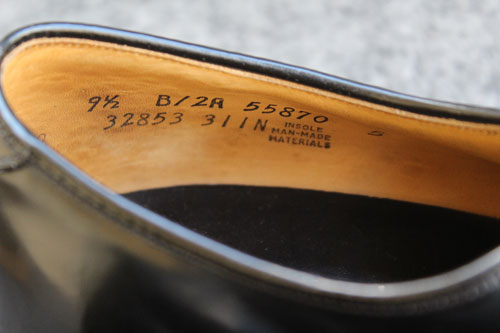 9½ B/2A 55870
32853 311N INSOLE
MAN-MADE
MATERIALS